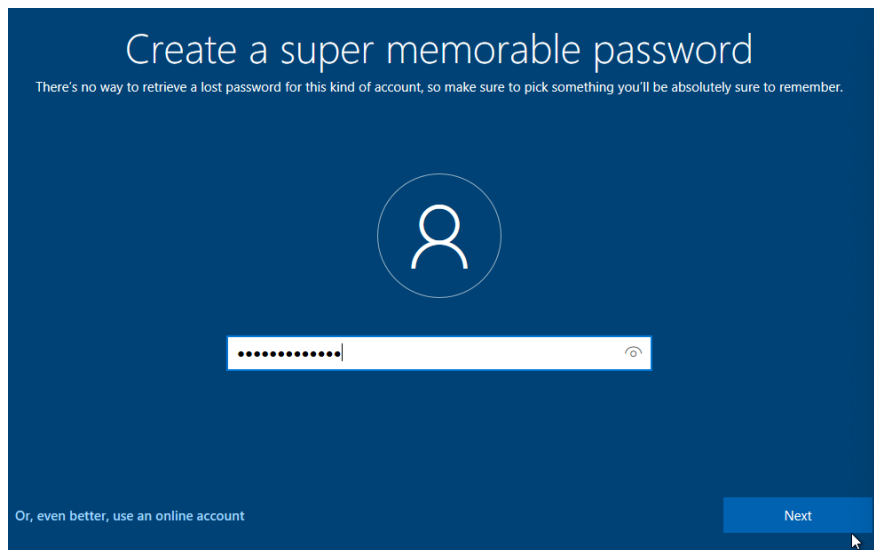 Create a super memorable password
There's no way to retrieve a lost password for this kind of account, so make sure to pick something you'll be absolutely sure to remember.
•••••••••••••
Or, even better, use an online account
Next